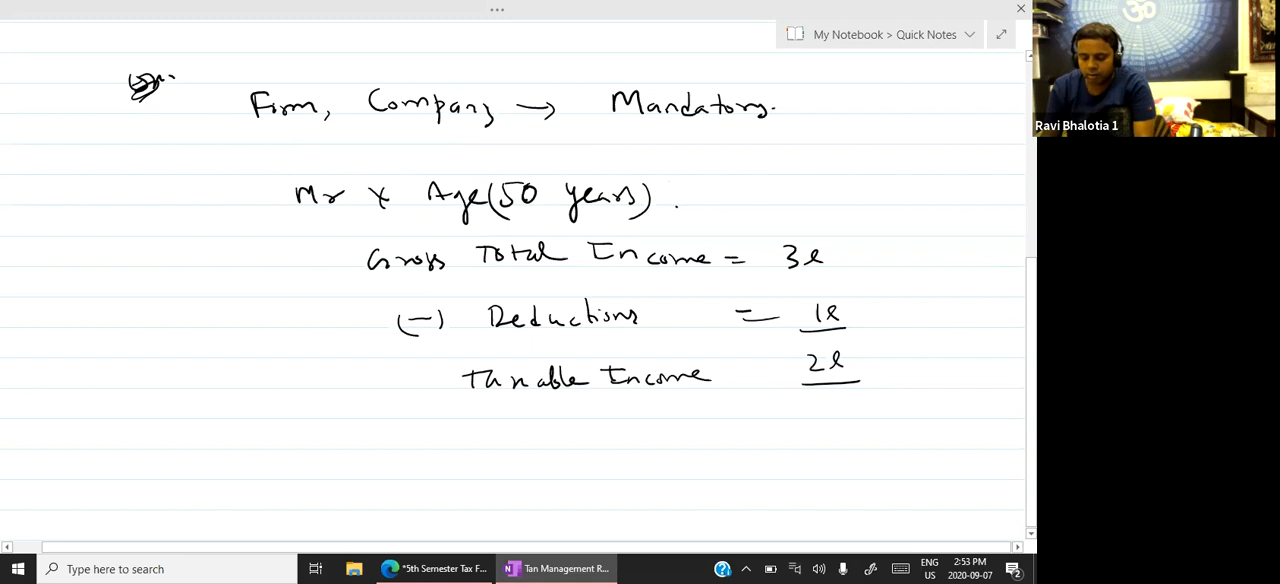 My Notebook > Quick Notes
Firm, Company → Mandatory.
Mr X Age (50 years).
Gross Total Income = 3l
(-) Deductions = 1l
Taxable Income 2l
Ravi Bhalotia 1
Type here to search
*5th Semester Tax F...
Tan Management R...
ENG
US
2:53 PM
2020-09-07
2